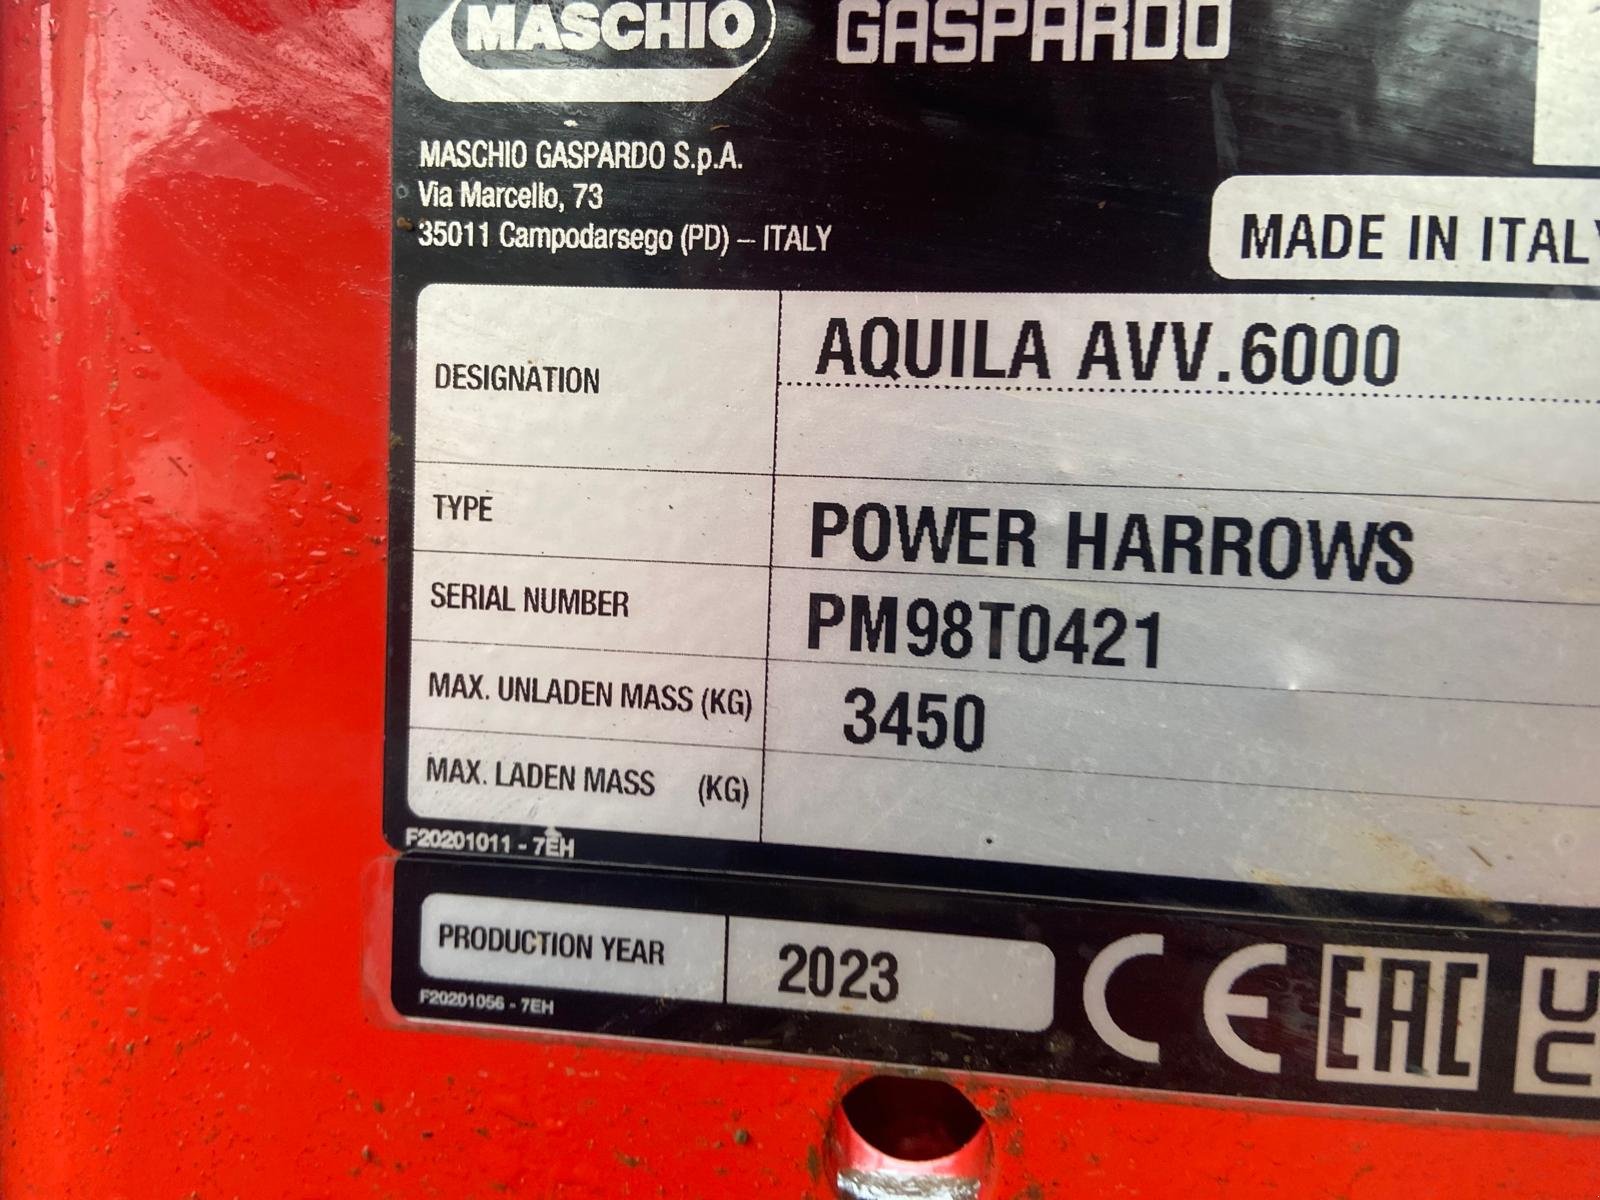 MASCHIO GASPARDO
MASCHIO GASPARDO S.p.A.
Via Marcello, 73
35011 Campodarsego (PD) – ITALY
MADE IN ITALY
DESIGNATION AQUILA AVV.6000
TYPE POWER HARROWS
SERIAL NUMBER PM98T0421
MAX. UNLADEN MASS (KG) 3450
MAX. LADEN MASS (KG)
F20201011 - 7EH
PRODUCTION YEAR 2023
CE EAC UC
F20201056 - 7EH